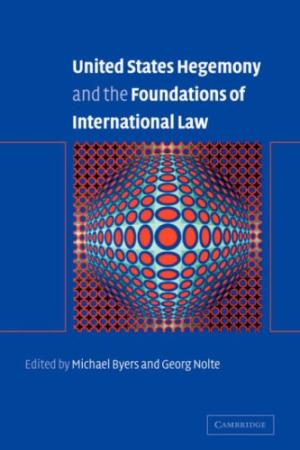 United States Hegemony
and the Foundations of
International Law
Edited by Michael Byers and Georg Nolte
CAMBRIDGE